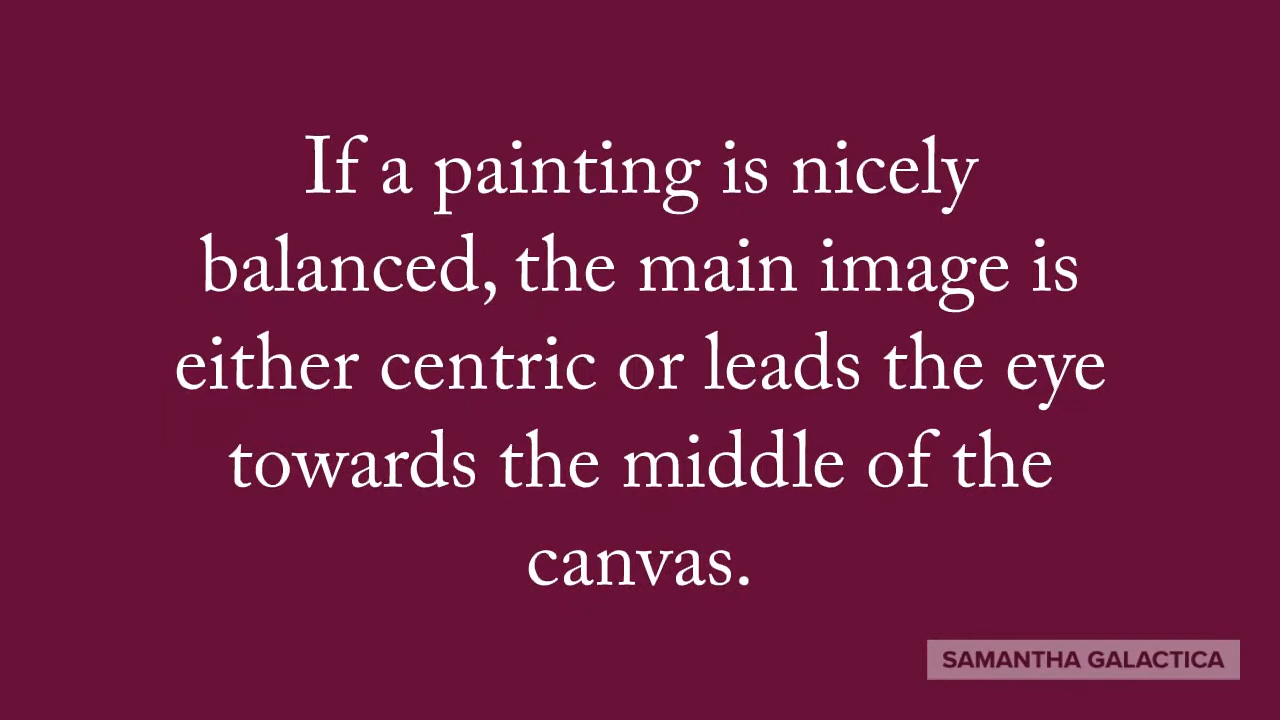 If a painting is nicely
balanced, the main image is
either centric or leads the eye
towards the middle of the
canvas.
SAMANTHA GALACTICA